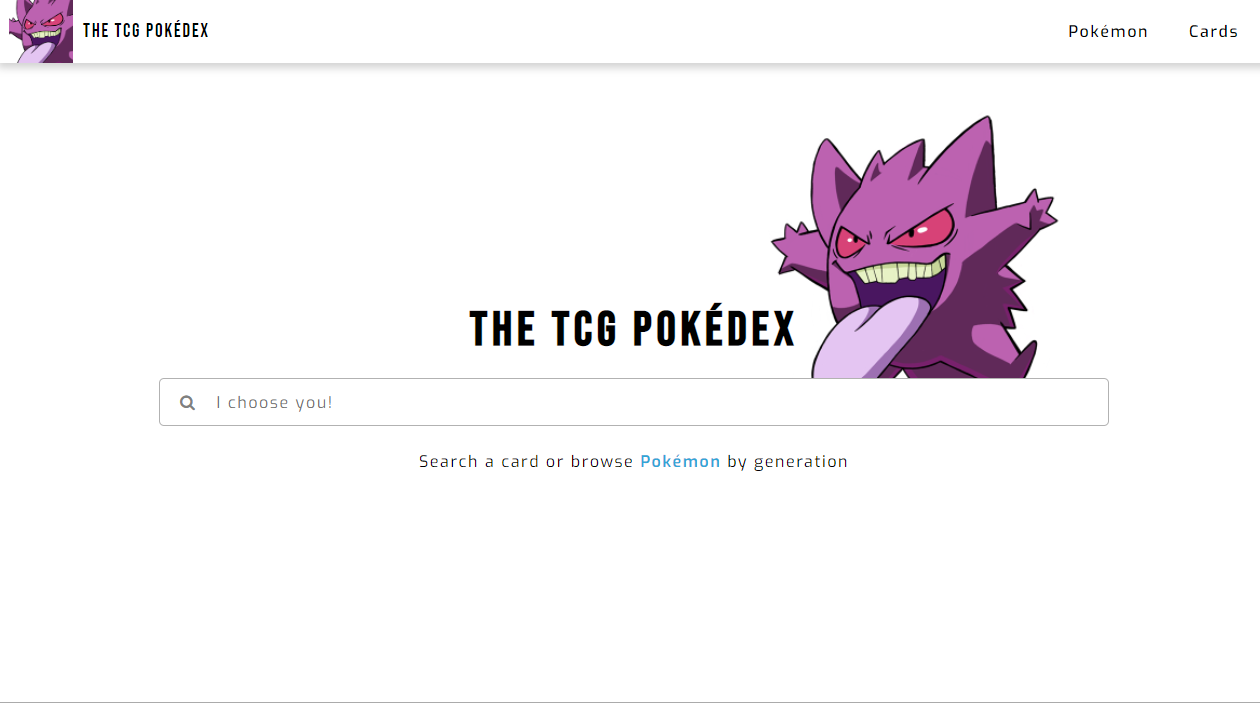 THE TCG POKÉDEX
Pokémon
Cards
THE TCG POKÉDEX
I choose you!
Search a card or browse Pokémon by generation